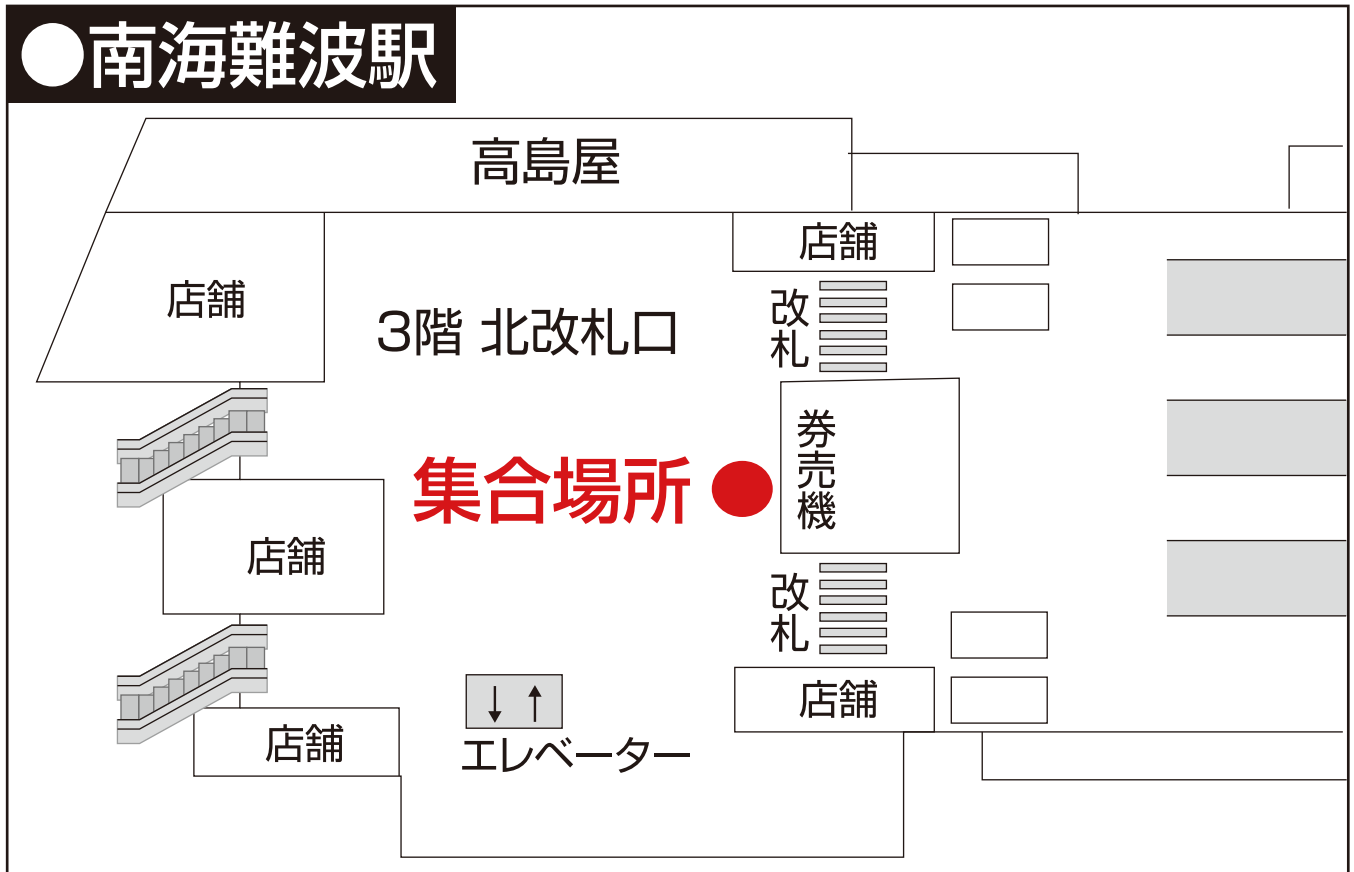 ●南海難波駅
高島屋
店舗
店舗
3階 北改札口
改札
券売機
集合場所 ●
店舗
改札
店舗
店舗
エレベーター